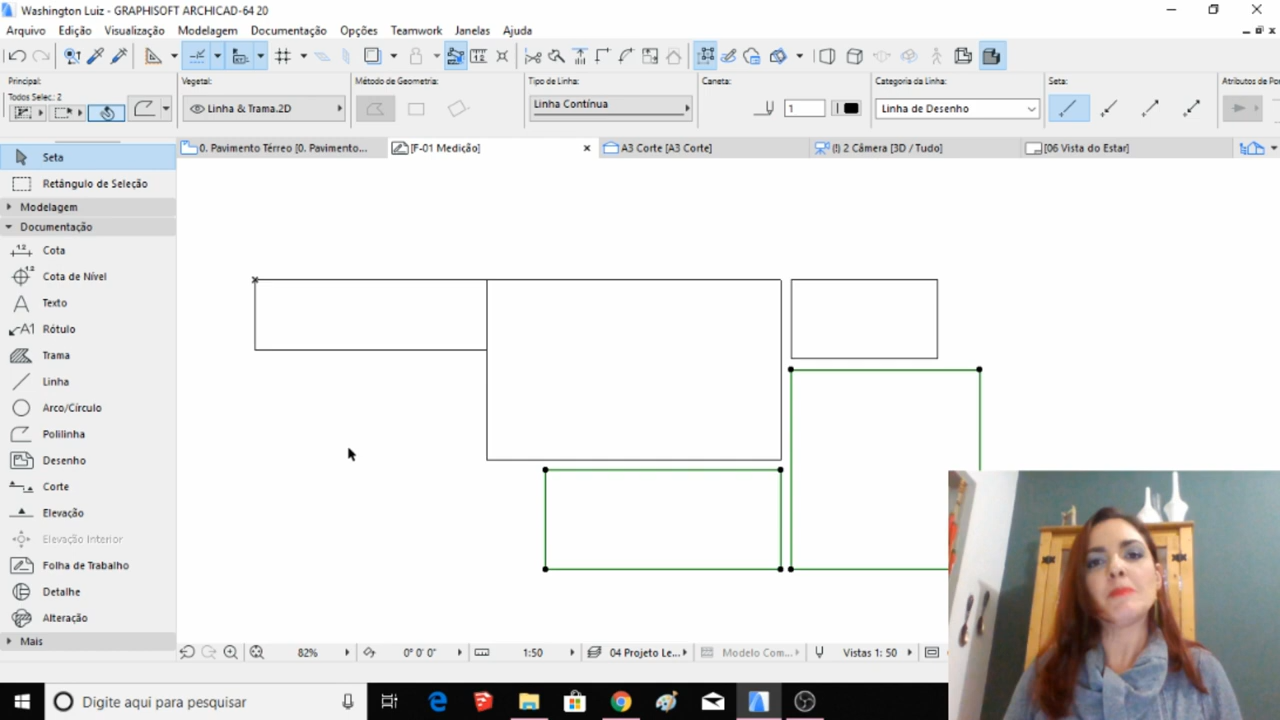 Washington Luiz - GRAPHISOFT ARCHICAD-64 20
Arquivo Edição Visualização Modelagem Documentação Opções Teamwork Janelas Ajuda
Principal: Vegetal: Método de Geometria: Tipo de Linha: Caneta: Categoria da Linha: Seta: Atributos de Po
Todos Selec.: 2
Linha & Trama.2D Linha Contínua 1 Linha de Desenho
0. Pavimento Térreo [0. Pavimento... [F-01 Medição] A3 Corte [A3 Corte] (!) 2 Câmera [3D / Tudo] [06 Vista do Estar]
Seta
Retângulo de Seleção
Modelagem
Documentação
Cota
Cota de Nível
Texto
A1 Rótulo
Trama
Linha
Arco/Círculo
Polilinha
Desenho
Corte
Elevação
Elevação Interior
Folha de Trabalho
Detalhe
Alteração
Mais
82% 0° 0' 0" 1:50 04 Projeto Le... Modelo Com... Vistas 1: 50
Digite aqui para pesquisar